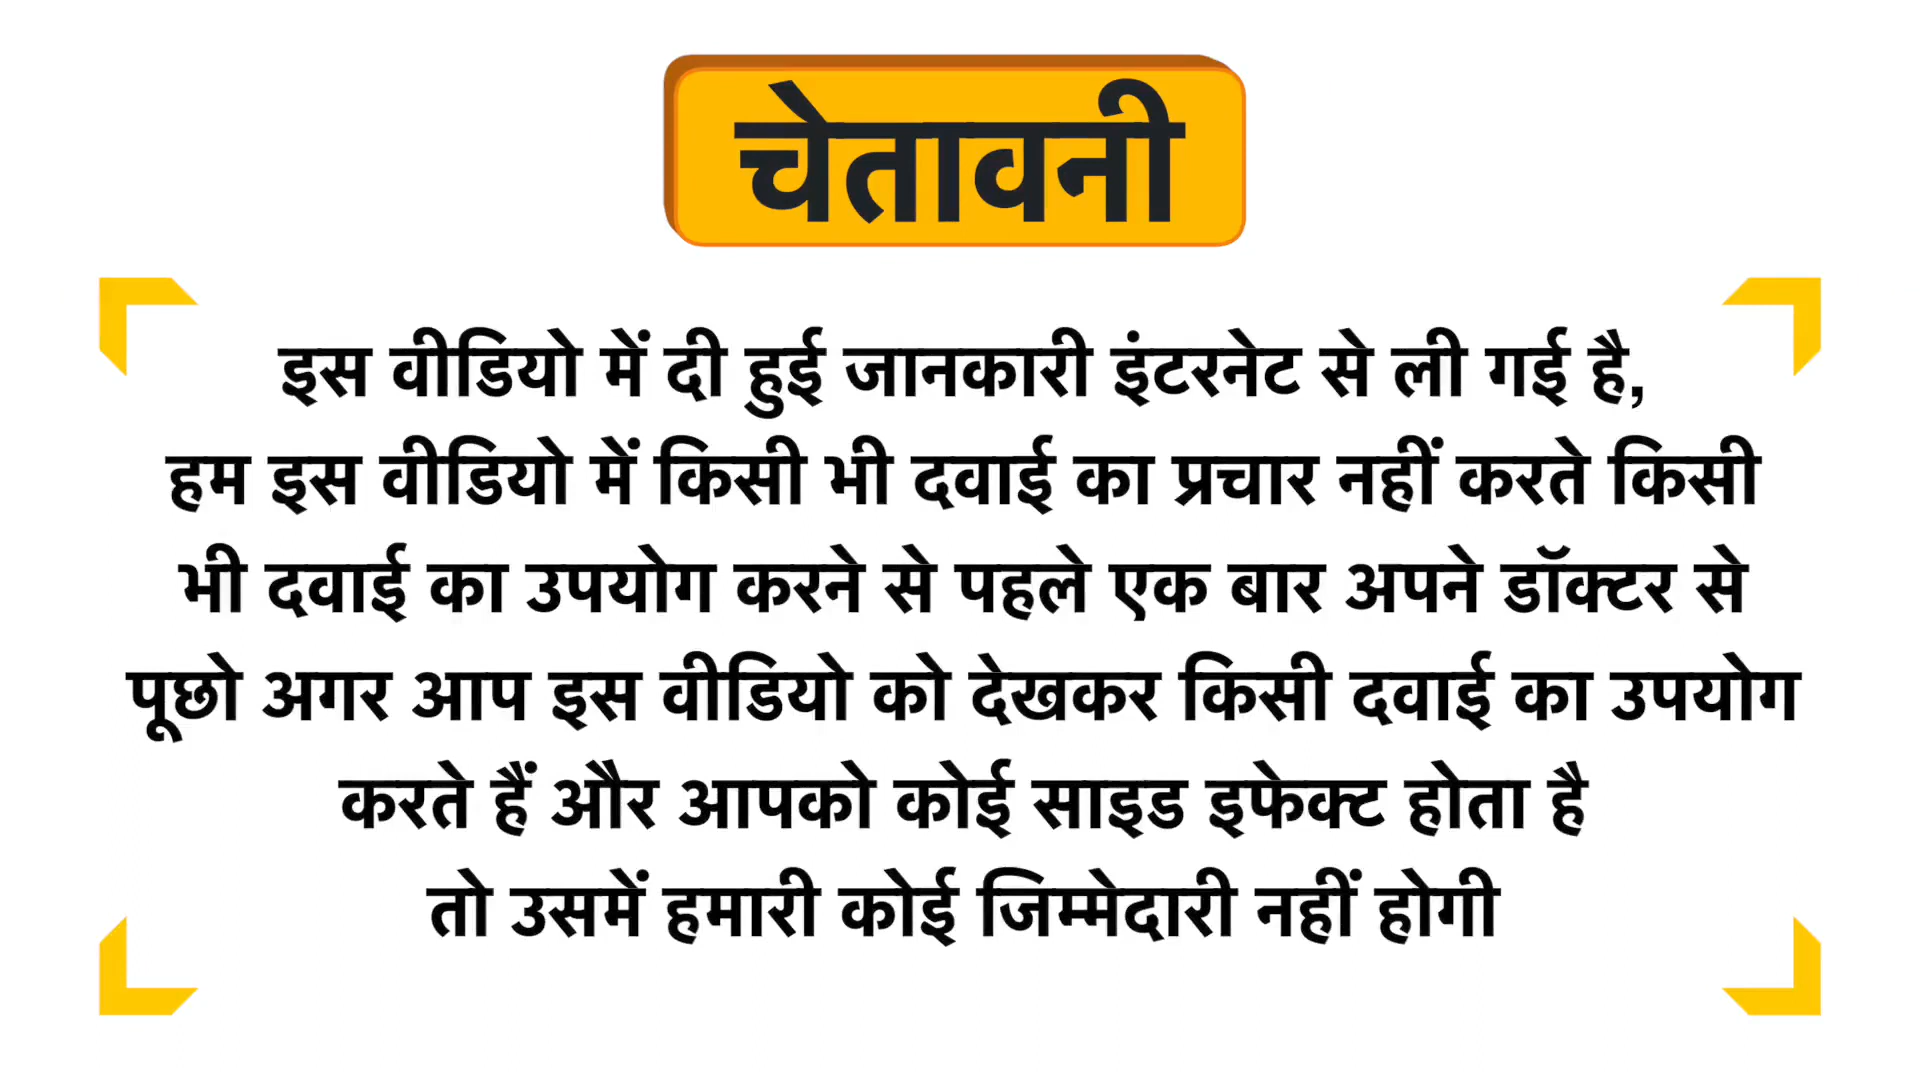 चेतावनी
इस वीडियो में दी हुई जानकारी इंटरनेट से ली गई है,
हम इस वीडियो में किसी भी दवाई का प्रचार नहीं करते किसी
भी दवाई का उपयोग करने से पहले एक बार अपने डॉक्टर से
पूछो अगर आप इस वीडियो को देखकर किसी दवाई का उपयोग
करते हैं और आपको कोई साइड इफेक्ट होता है
तो उसमें हमारी कोई जिम्मेदारी नहीं होगी